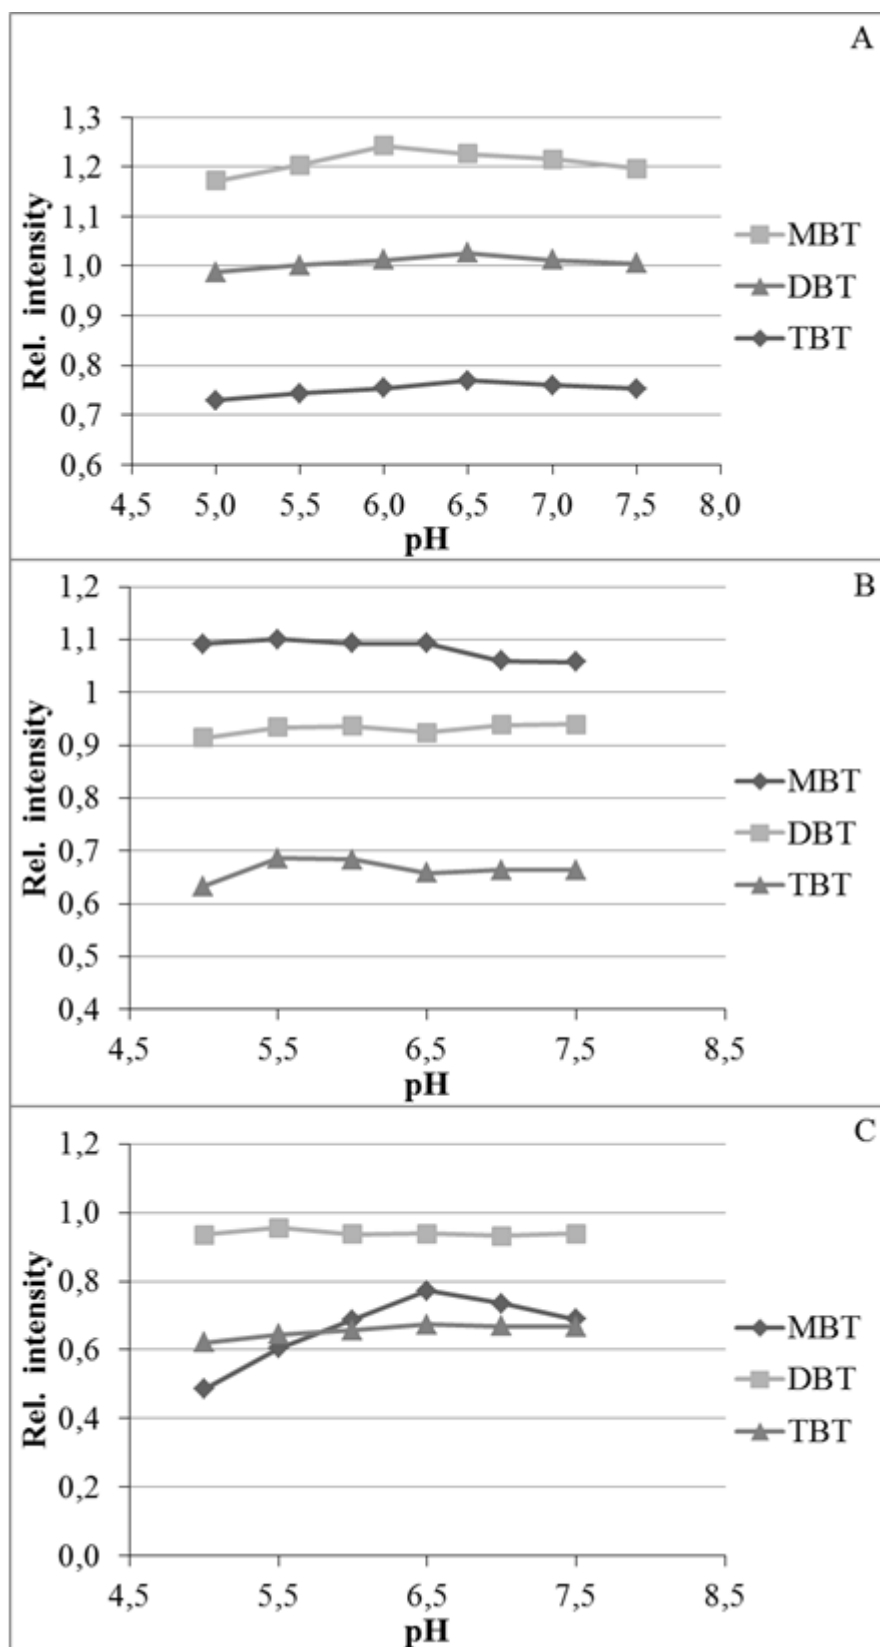 A
1,3
1,2
1,1
1,0
0,9
0,8
0,7
0,6
Rel. intensity
4,5 5,0 5,5 6,0 6,5 7,0 7,5 8,0
pH
MBT
DBT
TBT
B
1,2
1,1
1
0,9
0,8
0,7
0,6
0,5
0,4
Rel. intensity
4,5 5,5 6,5 7,5 8,5
pH
MBT
DBT
TBT
C
1,2
1,0
0,8
0,6
0,4
0,2
0,0
Rel. intensity
4,5 5,5 6,5 7,5 8,5
pH
MBT
DBT
TBT